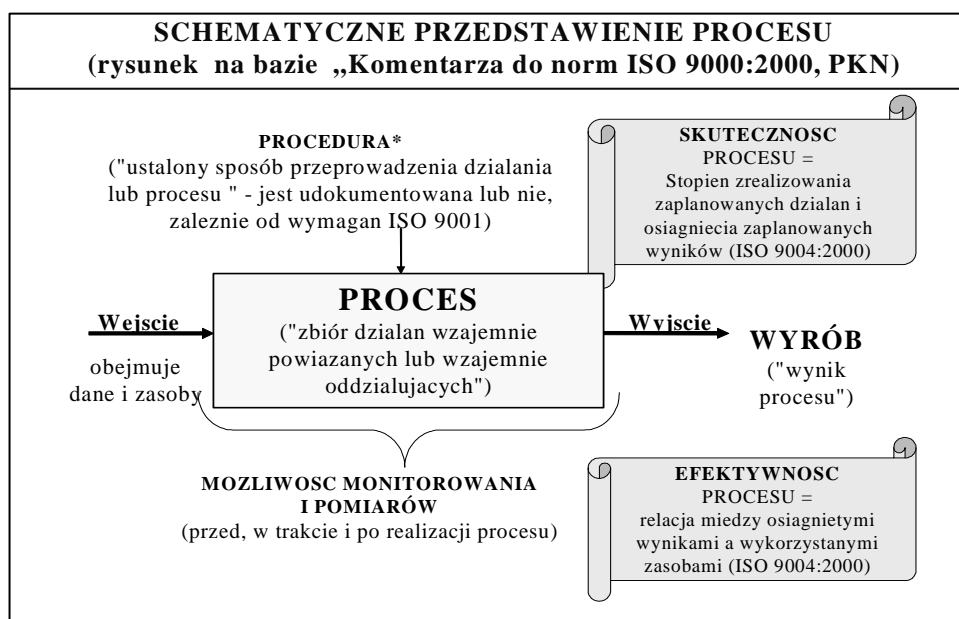 SCHEMATYCZNE PRZEDSTAWIENIE PROCESU
(rysunek na bazie „Komentarza do norm ISO 9000:2000, PKN)
PROCEDURA*
("ustalony sposób przeprowadzenia dzialania
lub procesu " - jest udokumentowana lub nie,
zaleznie od wymagan ISO 9001)
SKUTECZNOSC
PROCESU =
Stopien zrealizowania
zaplanowanych dzialan i
osiagniecia zaplanowanych
wyników (ISO 9004:2000)
Wejscie
obejmuje
dane i zasoby
PROCES
("zbiór dzialan wzajemnie
powiazanych lub wzajemnie
oddzialujacych")
Wyjscie
WYRÓB
("wynik
procesu")
MOZLIWOSC MONITOROWANIA
I POMIARÓW
(przed, w trakcie i po realizacji procesu)
EFEKTYWNOSC
PROCESU =
relacja miedzy osiagnietymi
wynikami a wykorzystanymi
zasobami (ISO 9004:2000)